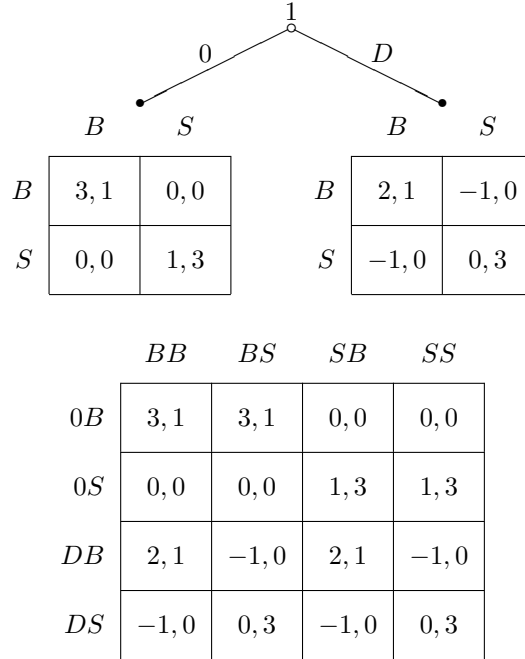 1
0 D
B S B S
B 3, 1 0, 0 B 2, 1 −1, 0
S 0, 0 1, 3 S −1, 0 0, 3
BB BS SB SS
0B 3, 1 3, 1 0, 0 0, 0
0S 0, 0 0, 0 1, 3 1, 3
DB 2, 1 −1, 0 2, 1 −1, 0
DS −1, 0 0, 3 −1, 0 0, 3